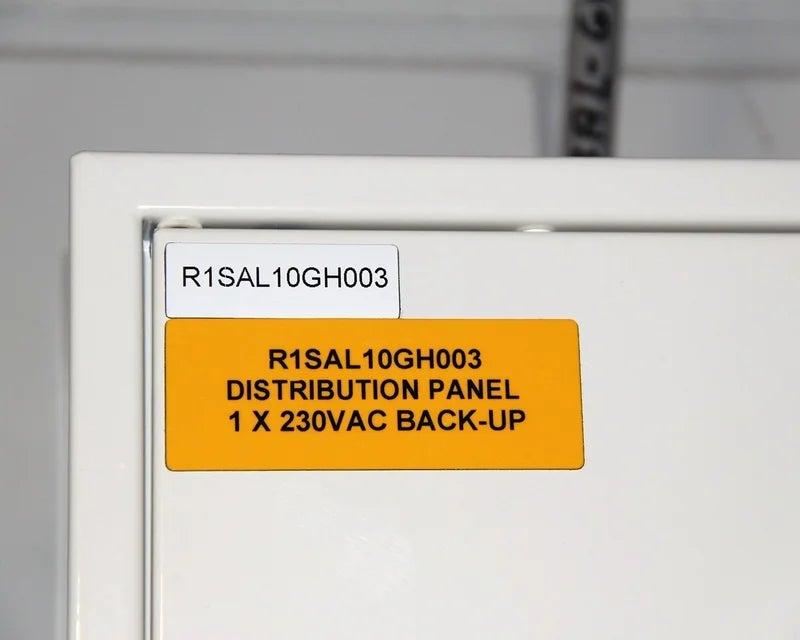 R1SAL10GH003
R1SAL10GH003
DISTRIBUTION PANEL
1 X 230VAC BACK-UP